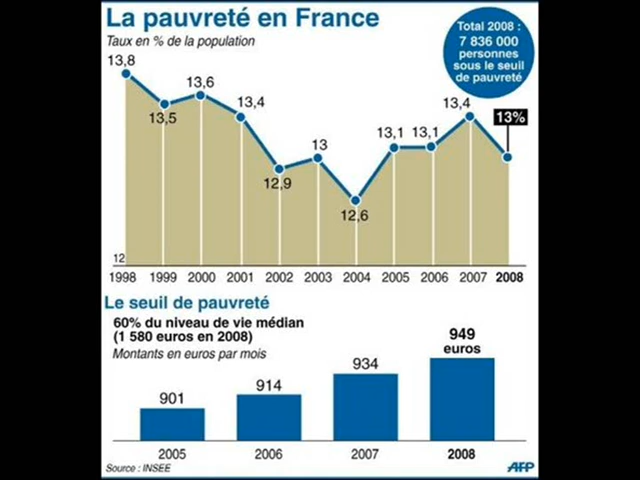 La pauvreté en France
Taux en % de la population
Total 2008 :
7 836 000
personnes
sous le seuil
de pauvreté
13,8
13,5
13,6
13,4
12,9
13
12,6
13,1
13,1
13,4
13%
12
1998 1999 2000 2001 2002 2003 2004 2005 2006 2007 2008
Le seuil de pauvreté
60% du niveau de vie médian
(1 580 euros en 2008)
Montants en euros par mois
901
914
934
949
euros
2005 2006 2007 2008
Source : INSEE
AFP